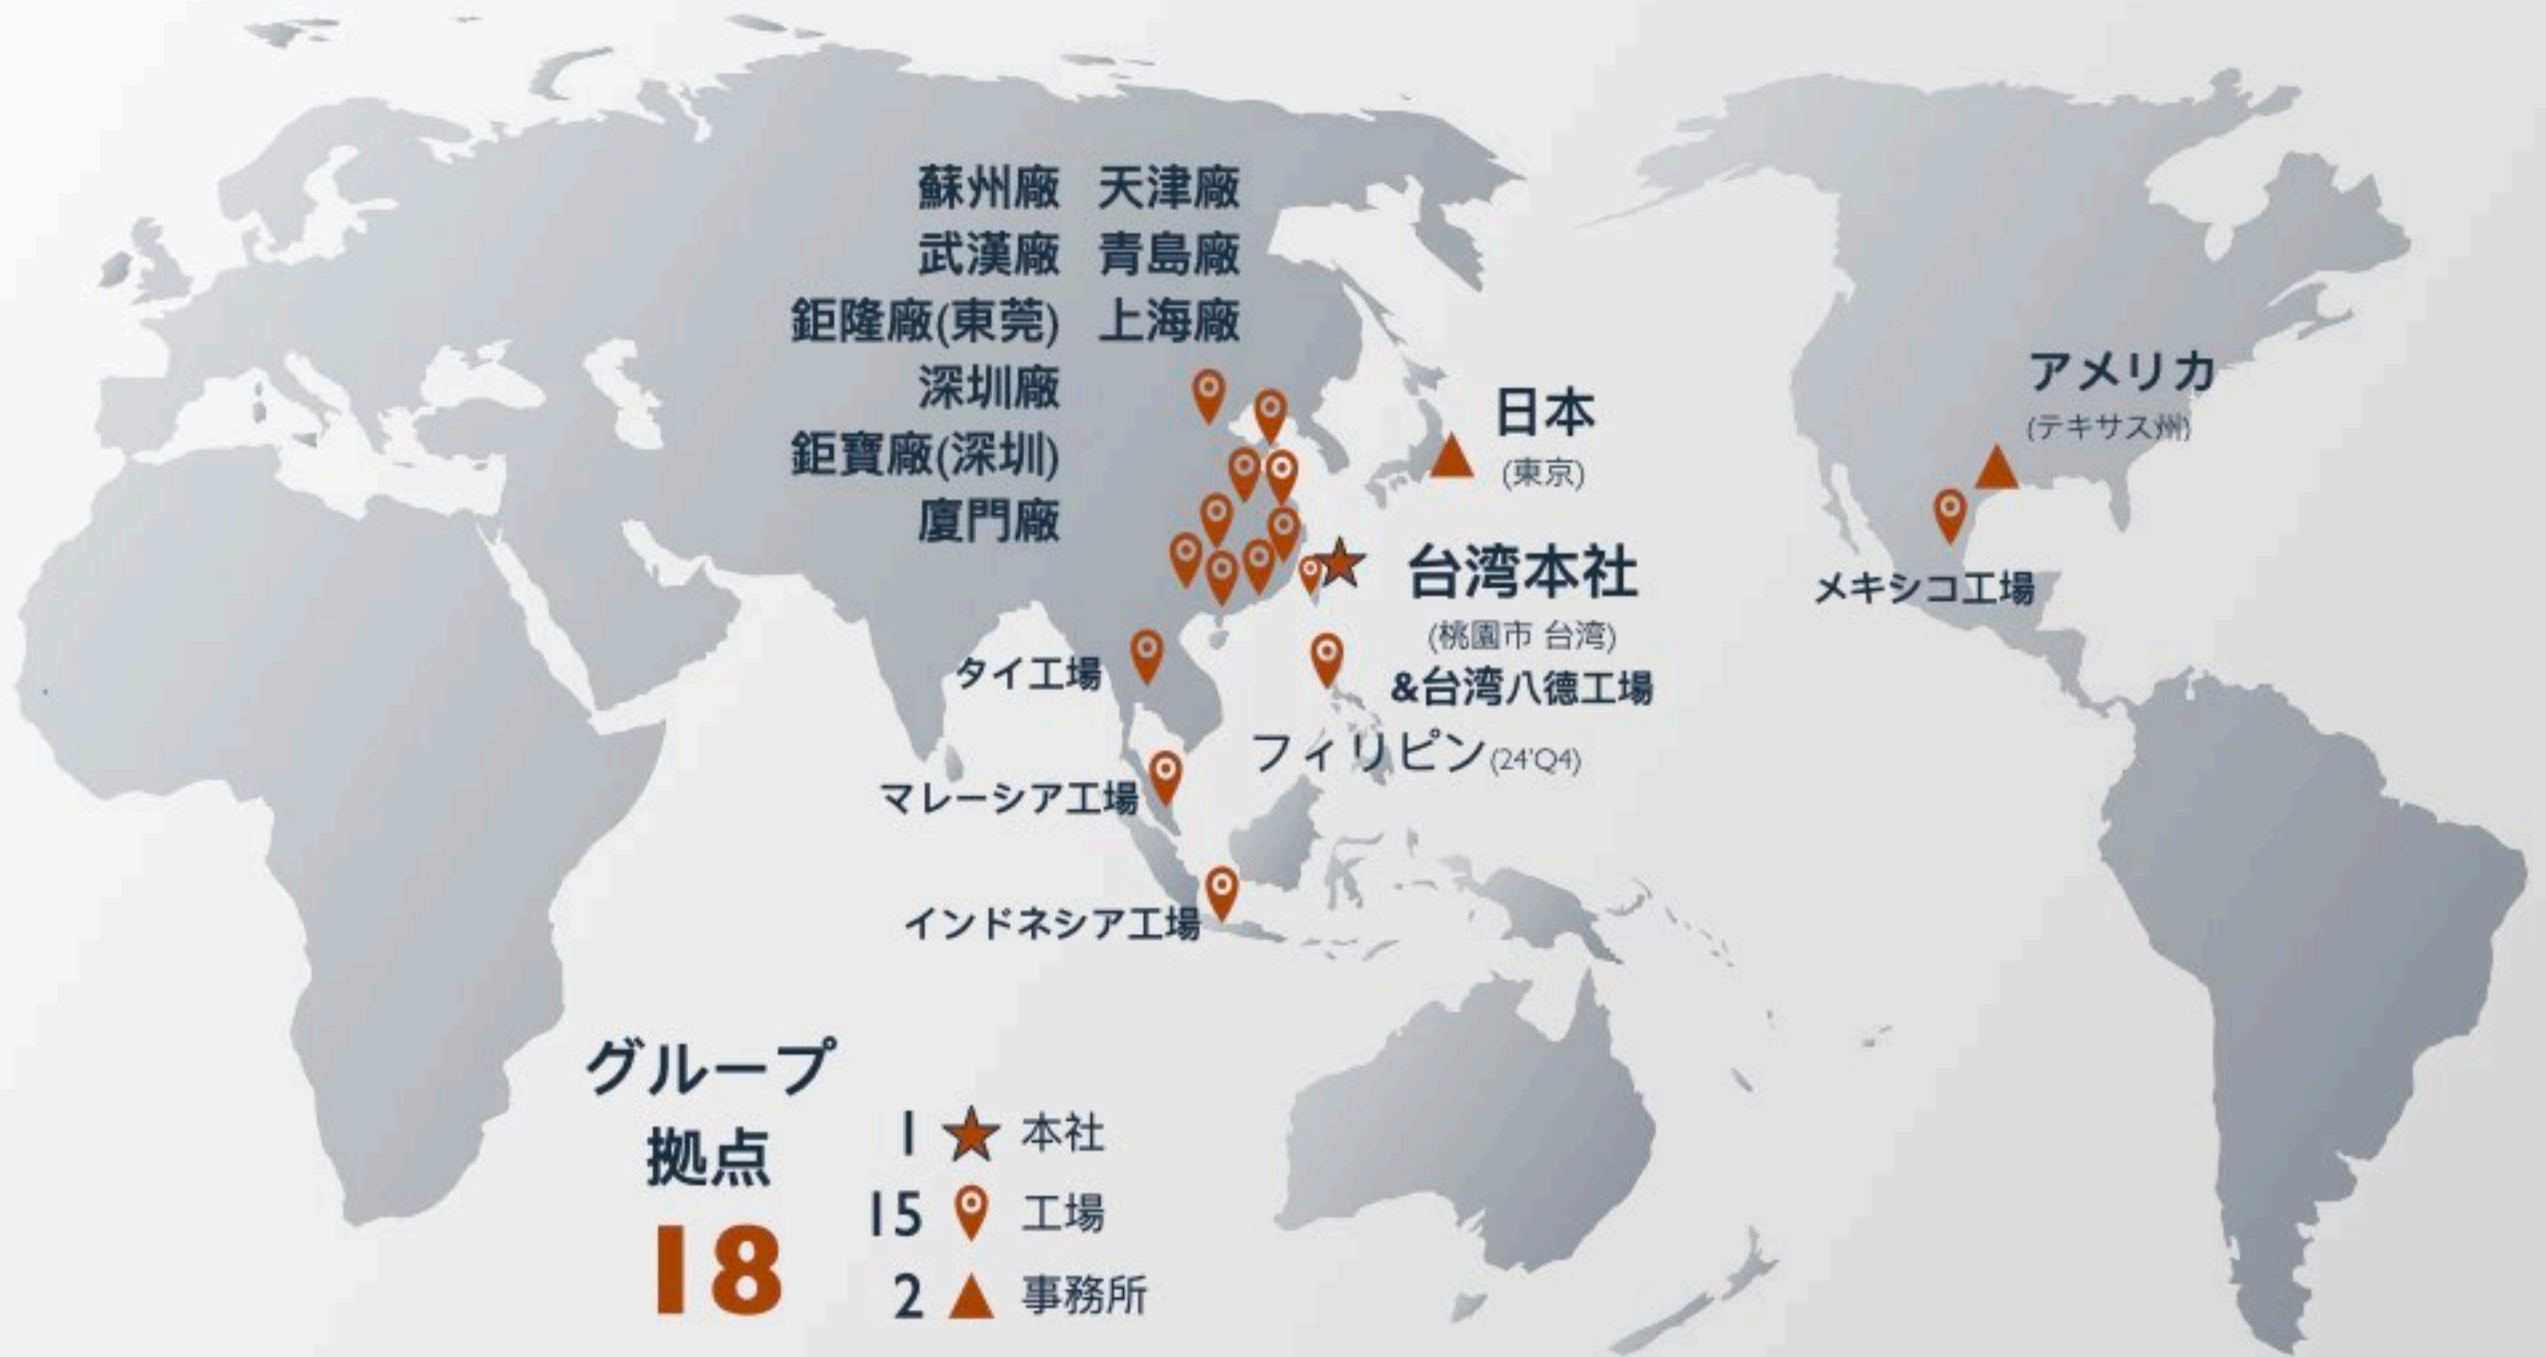 蘇州廠 天津廠
武漢廠 青島廠
鉅隆廠(東莞) 上海廠
深圳廠
鉅寶廠(深圳)
廈門廠
日本
(東京)
アメリカ
(テキサス州)
メキシコ工場
台湾本社
(桃園市 台湾)
&台湾八德工場
タイ工場
フィリピン(24'Q4)
マレーシア工場
インドネシア工場
グループ
拠点
18
1 本社
15 工場
2 事務所